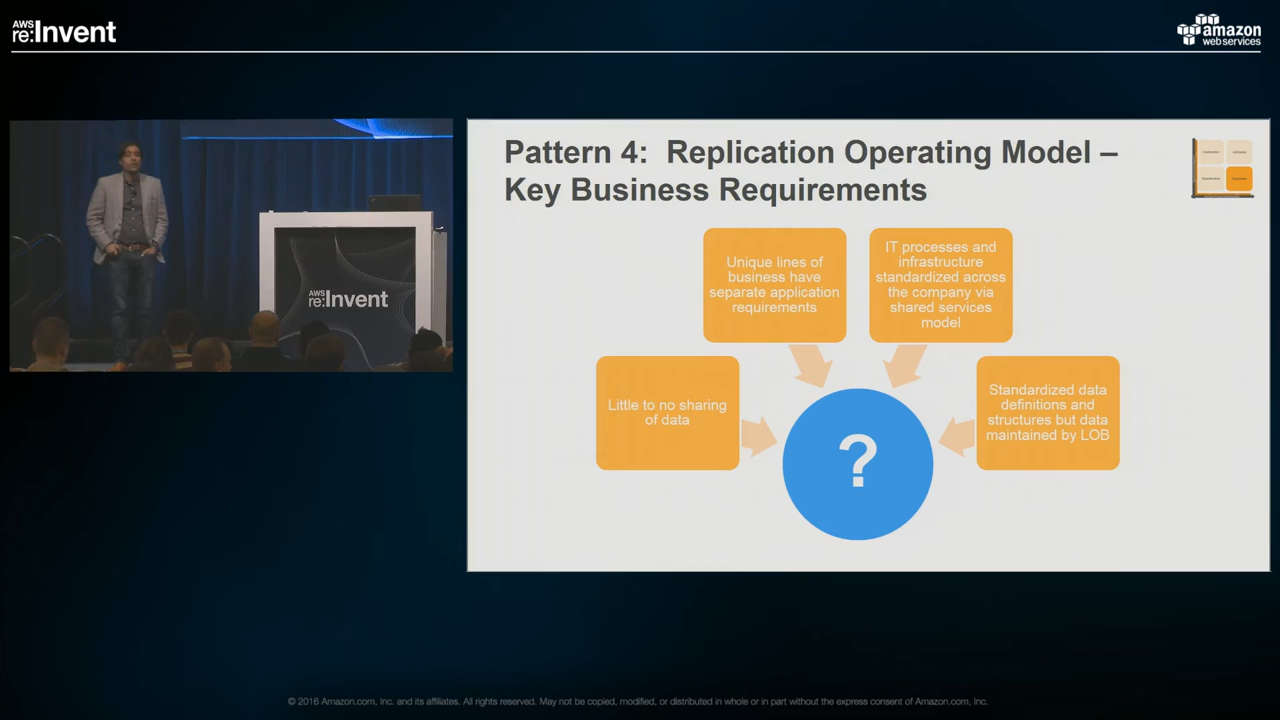 AWS
re:Invent
amazon
web services
Pattern 4: Replication Operating Model –
Key Business Requirements
Unique lines of
business have
separate application
requirements
IT processes and
infrastructure
standardized across
the company via
shared services
model
Little to no sharing
of data
Standardized data
definitions and
structures but data
maintained by LOB
?
AWS
re:Invent
© 2016 Amazon.com, Inc. and its affiliates. All rights reserved. May not be copied, modified, or distributed in whole or in part without the express consent of Amazon.com, Inc.